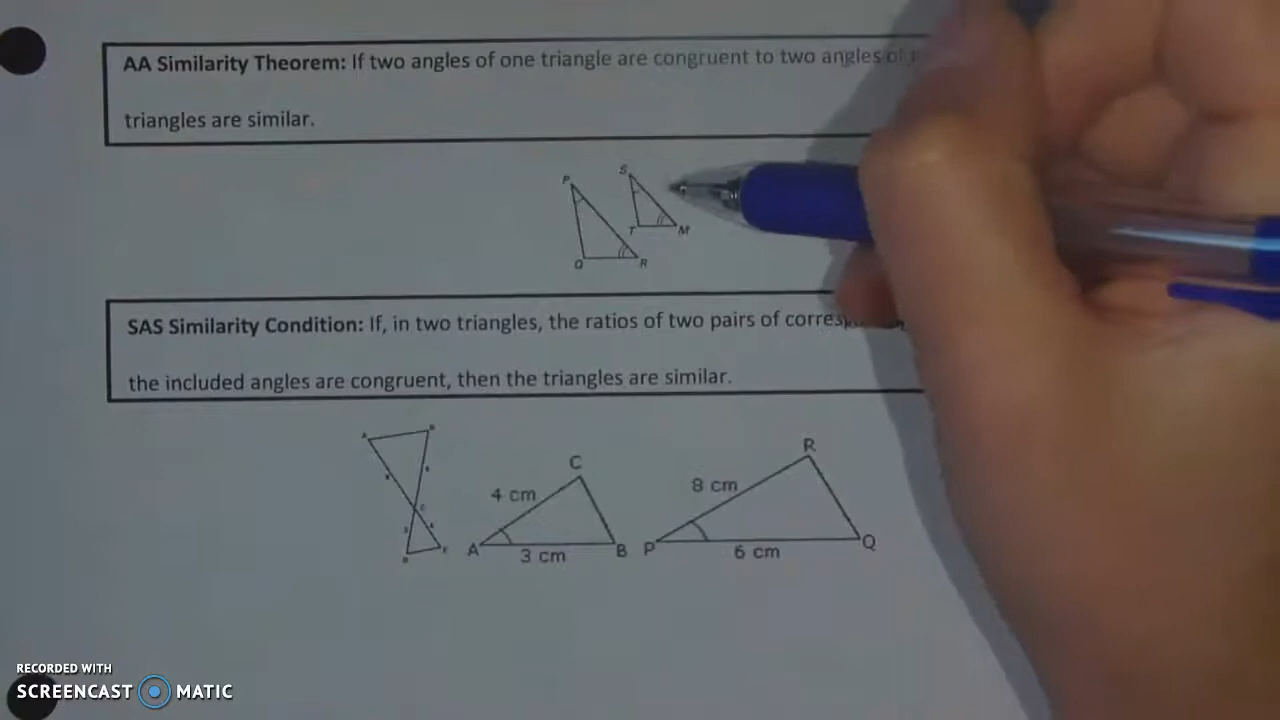 AA Similarity Theorem: If two angles of one triangle are congruent to two angles of
triangles are similar.
P
S
T
M
Q
R
SAS Similarity Condition: If, in two triangles, the ratios of two pairs of
the included angles are congruent, then the triangles are similar.
R
C
8 cm
4 cm
A
3 cm
B
P
6 cm
Q
RECORDED WITH
SCREENCAST MATIC